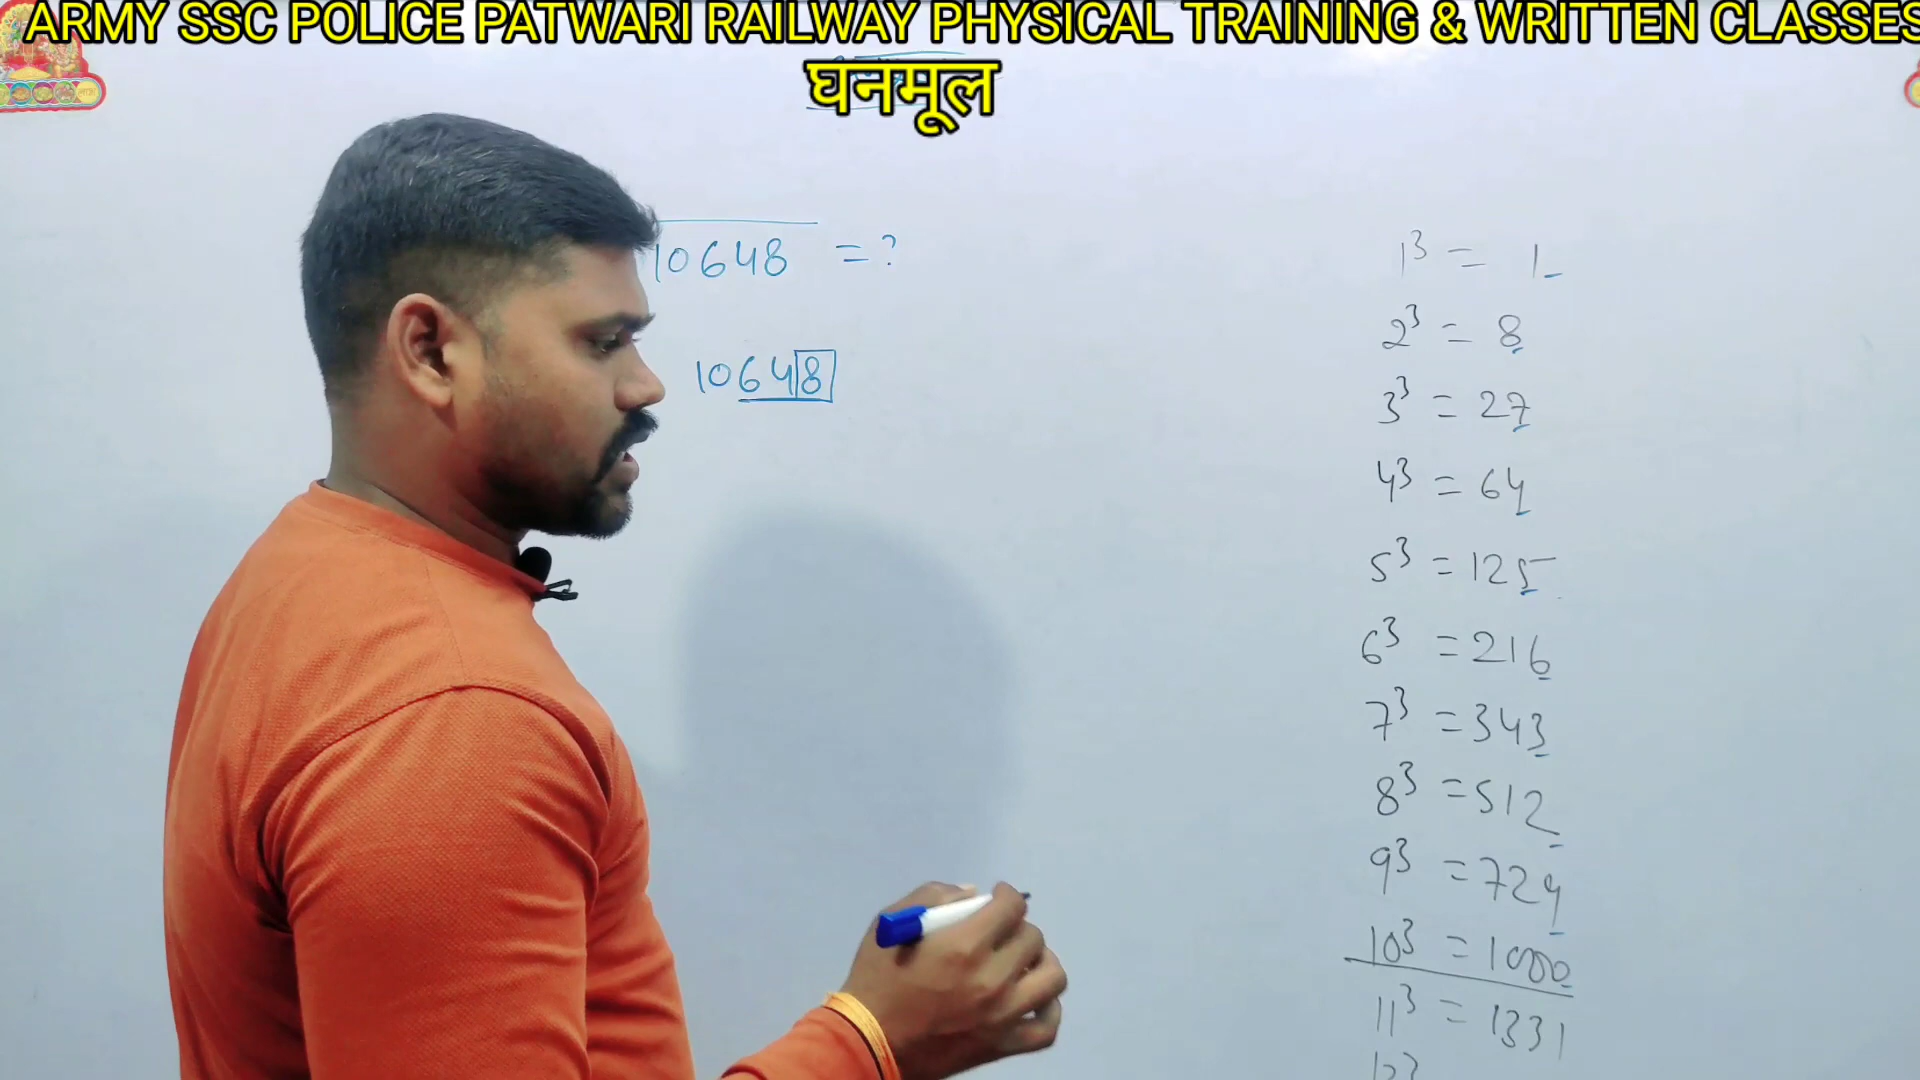 ARMY SSC POLICE PATWARI RAILWAY PHYSICAL TRAINING & WRITTEN CLASSES
घनमूल
10648 = ?
10648
1³ = 1
2³ = 8
3³ = 27
4³ = 64
5³ = 125
6³ = 216
7³ = 343
8³ = 512
9³ = 729
10³ = 1000
11³ = 1331